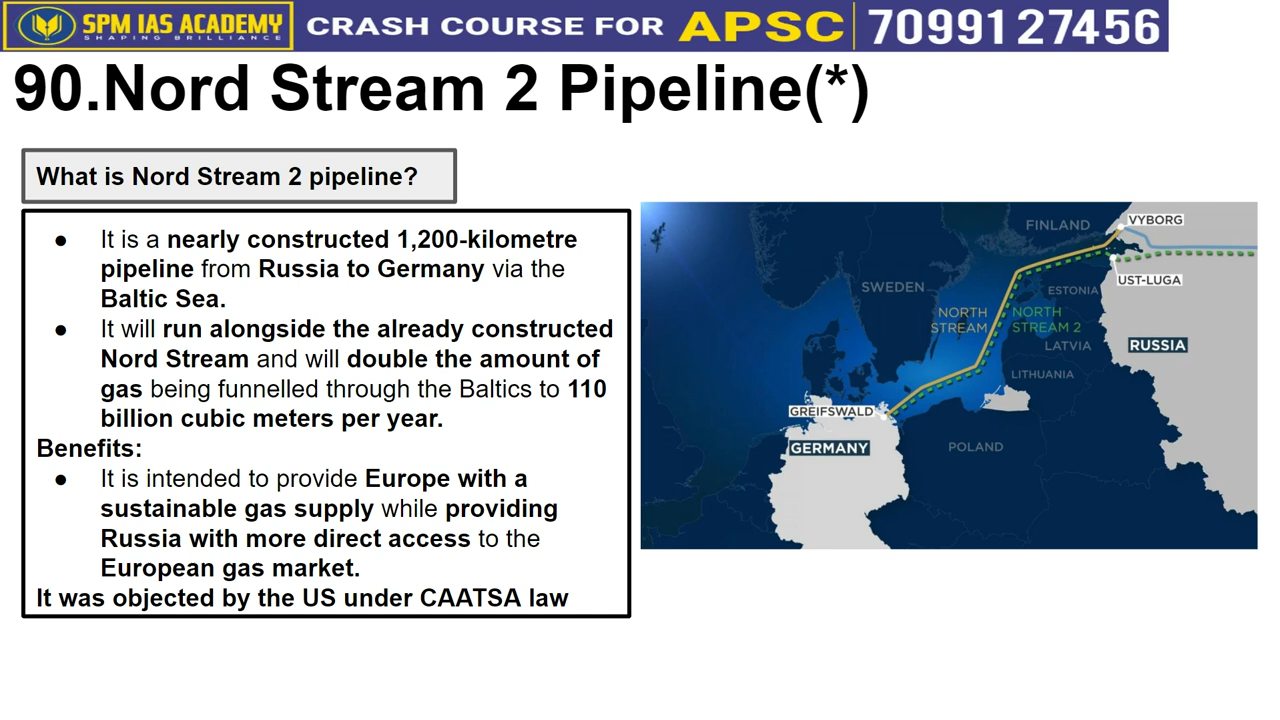 SPM IAS ACADEMY
SHAPING BRILLIANCE
CRASH COURSE FOR APSC 7099127456
90.Nord Stream 2 Pipeline(*)
What is Nord Stream 2 pipeline?
● It is a nearly constructed 1,200-kilometre
pipeline from Russia to Germany via the
Baltic Sea.
● It will run alongside the already constructed
Nord Stream and will double the amount of
gas being funnelled through the Baltics to 110
billion cubic meters per year.
Benefits:
● It is intended to provide Europe with a
sustainable gas supply while providing
Russia with more direct access to the
European gas market.
It was objected by the US under CAATSA law
VYBORG
FINLAND
UST-LUGA
SWEDEN
ESTONIA
NORTH
STREAM
NORTH
STREAM 2
LATVIA
RUSSIA
LITHUANIA
GREIFSWALD
GERMANY
POLAND